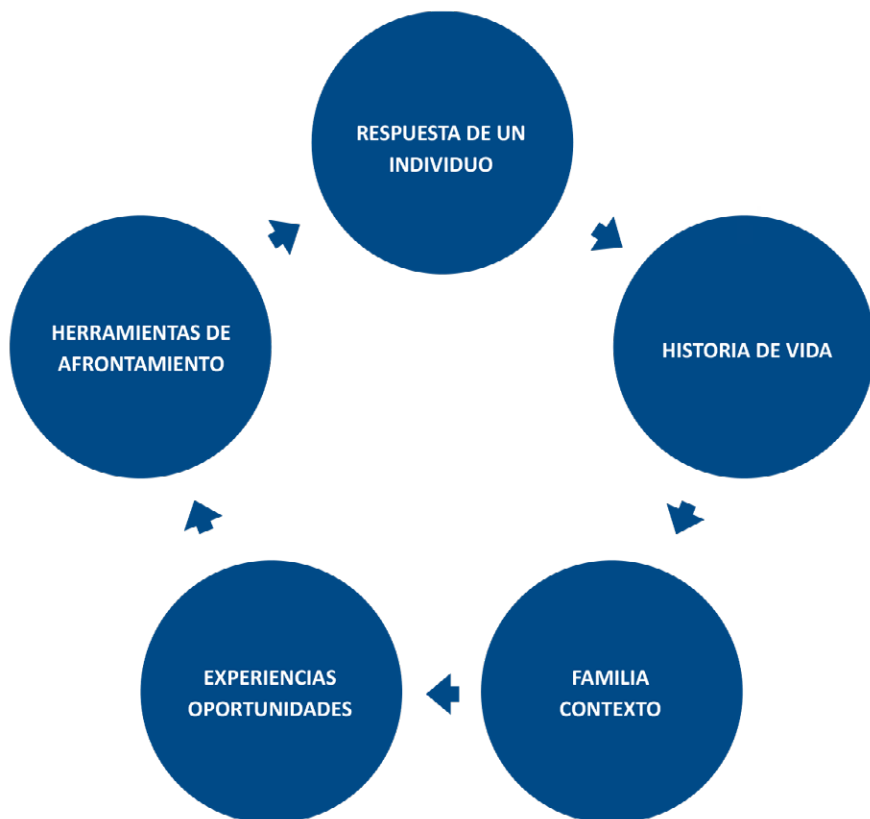 RESPUESTA DE UN
INDIVIDUO
HISTORIA DE VIDA
FAMILIA
CONTEXTO
EXPERIENCIAS
OPORTUNIDADES
HERRAMIENTAS DE
AFRONTAMIENTO